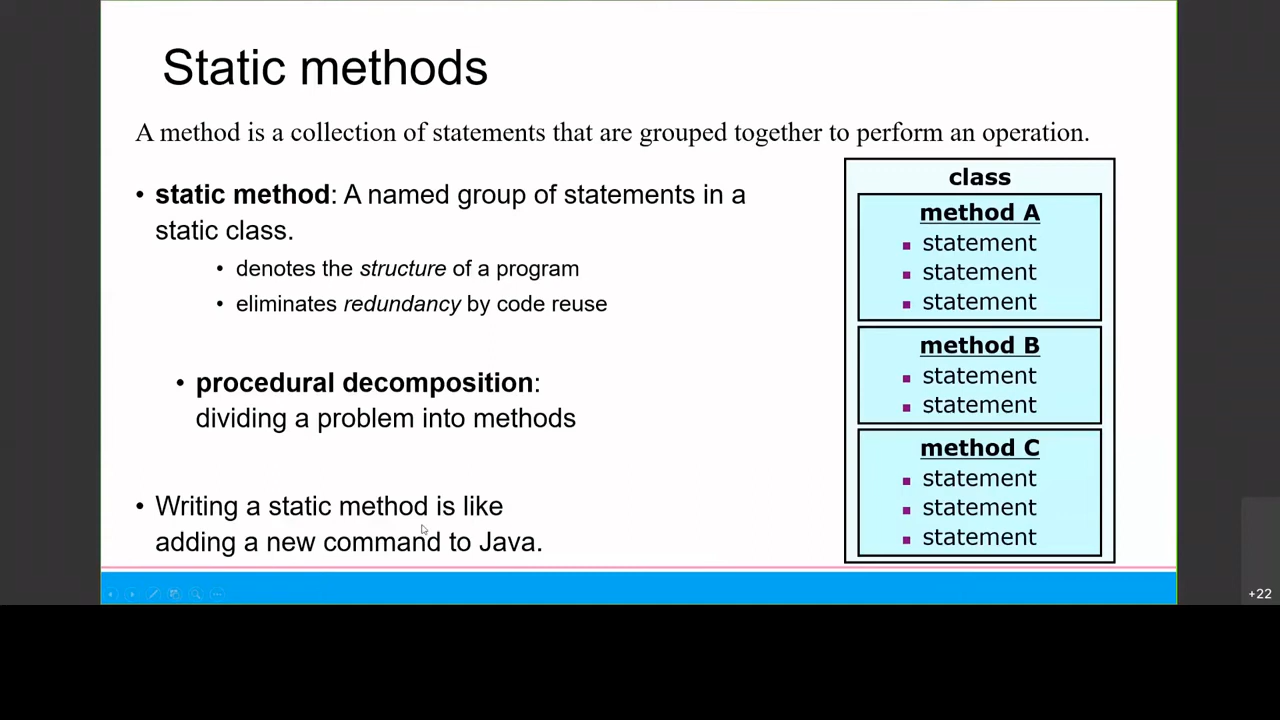 Static methods
A method is a collection of statements that are grouped together to perform an operation.
• static method: A named group of statements in a
static class.
• denotes the structure of a program
• eliminates redundancy by code reuse
• procedural decomposition:
dividing a problem into methods
• Writing a static method is like
adding a new command to Java.
class
method A
▪ statement
▪ statement
▪ statement
method B
▪ statement
▪ statement
method C
▪ statement
▪ statement
▪ statement
+22